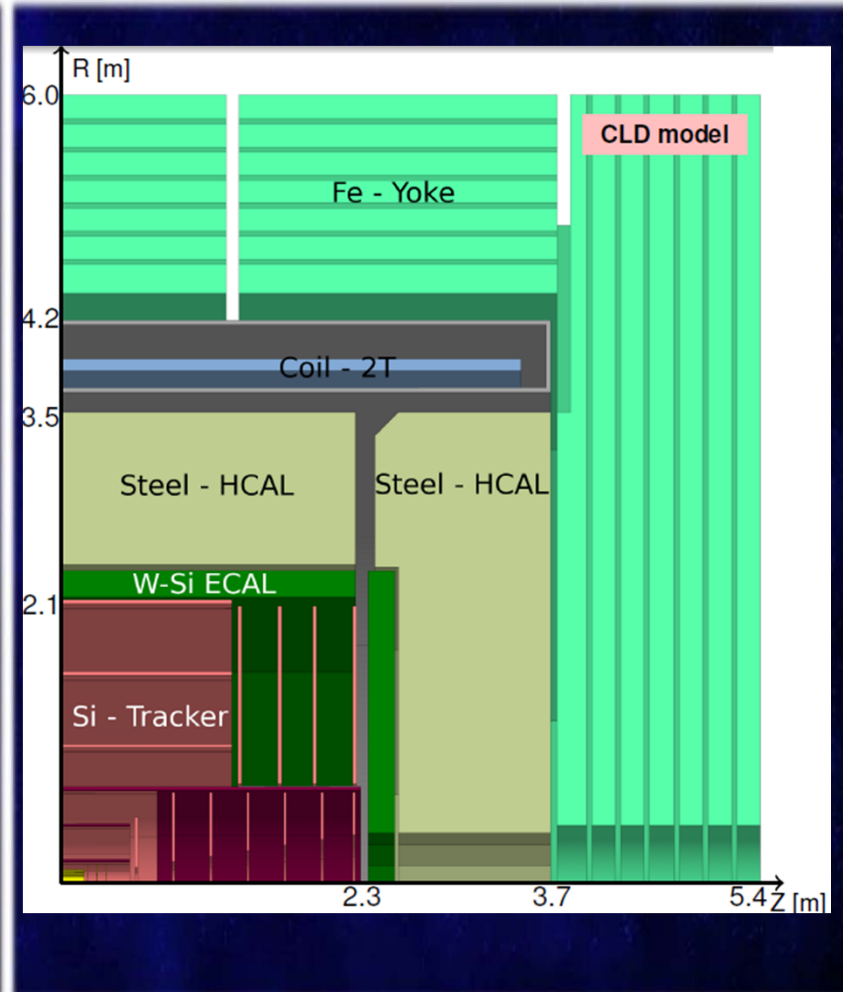 R [m]
6.0
CLD model
Fe - Yoke
4.2
Coil - 2T
3.5
Steel - HCAL
Steel - HCAL
W-Si ECAL
2.1
Si - Tracker
2.3
3.7
5.4
Z [m]